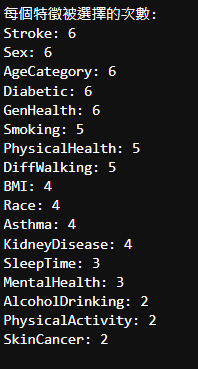 每個特徵被選擇的次數:
Stroke: 6
Sex: 6
AgeCategory: 6
Diabetic: 6
GenHealth: 6
Smoking: 5
PhysicalHealth: 5
DiffWalking: 5
BMI: 4
Race: 4
Asthma: 4
KidneyDisease: 4
SleepTime: 3
MentalHealth: 3
AlcoholDrinking: 2
PhysicalActivity: 2
SkinCancer: 2